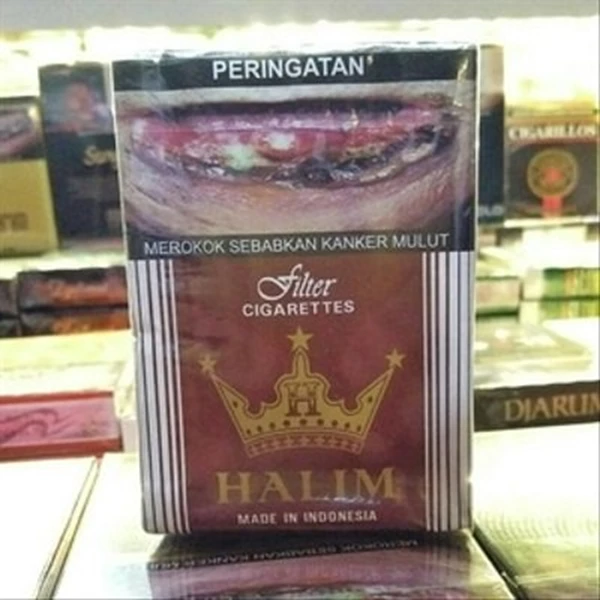 PERINGATAN
MEROKOK SEBABKAN KANKER MULUT
Filter
CIGARETTES
H
HALIM
MADE IN INDONESIA
CIGARILLOS
DJARUM